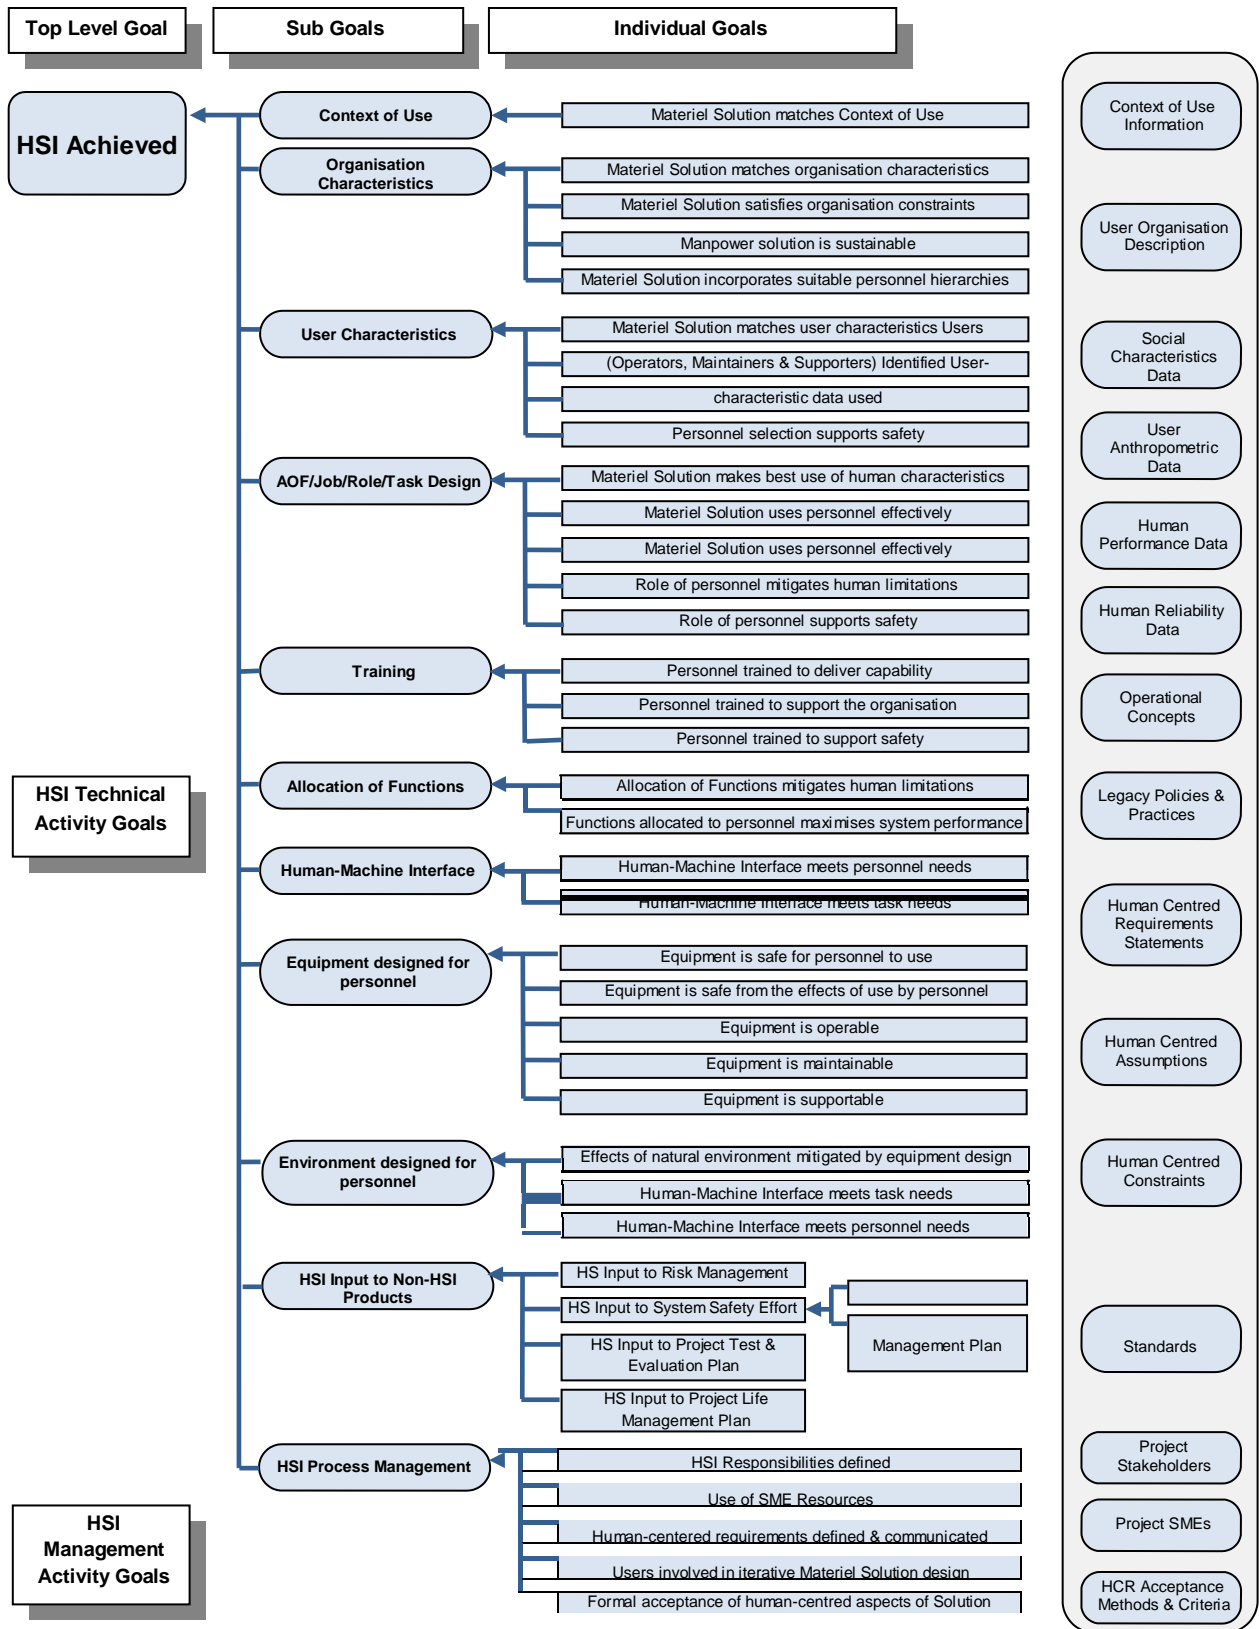 Top Level Goal
Sub Goals
Individual Goals
HSI Achieved
Context of Use
Materiel Solution matches Context of Use
Organisation
Characteristics
Materiel Solution matches organisation characteristics
Materiel Solution satisfies organisation constraints
Manpower solution is sustainable
Materiel Solution incorporates suitable personnel hierarchies
User Characteristics
Materiel Solution matches user characteristics Users
(Operators, Maintainers & Supporters) Identified User-
characteristic data used
Personnel selection supports safety
AOF/Job/Role/Task Design
Materiel Solution makes best use of human characteristics
Materiel Solution uses personnel effectively
Materiel Solution uses personnel effectively
Role of personnel mitigates human limitations
Role of personnel supports safety
Training
Personnel trained to deliver capability
Personnel trained to support the organisation
Personnel trained to support safety
HSI Technical
Activity Goals
Allocation of Functions
Allocation of Functions mitigates human limitations
Functions allocated to personnel maximises system performance
Human-Machine Interface
Human-Machine Interface meets personnel needs
Human-Machine Interface meets task needs
Equipment designed for
personnel
Equipment is safe for personnel to use
Equipment is safe from the effects of use by personnel
Equipment is operable
Equipment is maintainable
Equipment is supportable
Environment designed for
personnel
Effects of natural environment mitigated by equipment design
Human-Machine Interface meets task needs
Human-Machine Interface meets personnel needs
HSI Input to Non-HSI
Products
HS Input to Risk Management
HS Input to System Safety Effort
Management Plan
HS Input to Project Test &
Evaluation Plan
HS Input to Project Life
Management Plan
HSI Process Management
HSI Responsibilities defined
Use of SME Resources
Human-centered requirements defined & communicated
Users involved in iterative Materiel Solution design
Formal acceptance of human-centred aspects of Solution
HSI
Management
Activity Goals
Context of Use
Information
User Organisation
Description
Social
Characteristics
Data
User
Anthropometric
Data
Human
Performance Data
Human Reliability
Data
Operational
Concepts
Legacy Policies &
Practices
Human Centred
Requirements
Statements
Human Centred
Assumptions
Human Centred
Constraints
Standards
Project
Stakeholders
Project SMEs
HCR Acceptance
Methods & Criteria